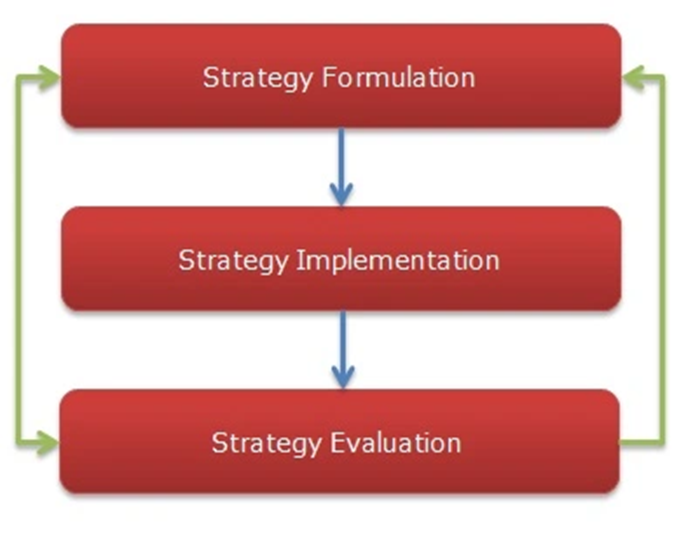 Strategy Formulation
Strategy Implementation
Strategy Evaluation